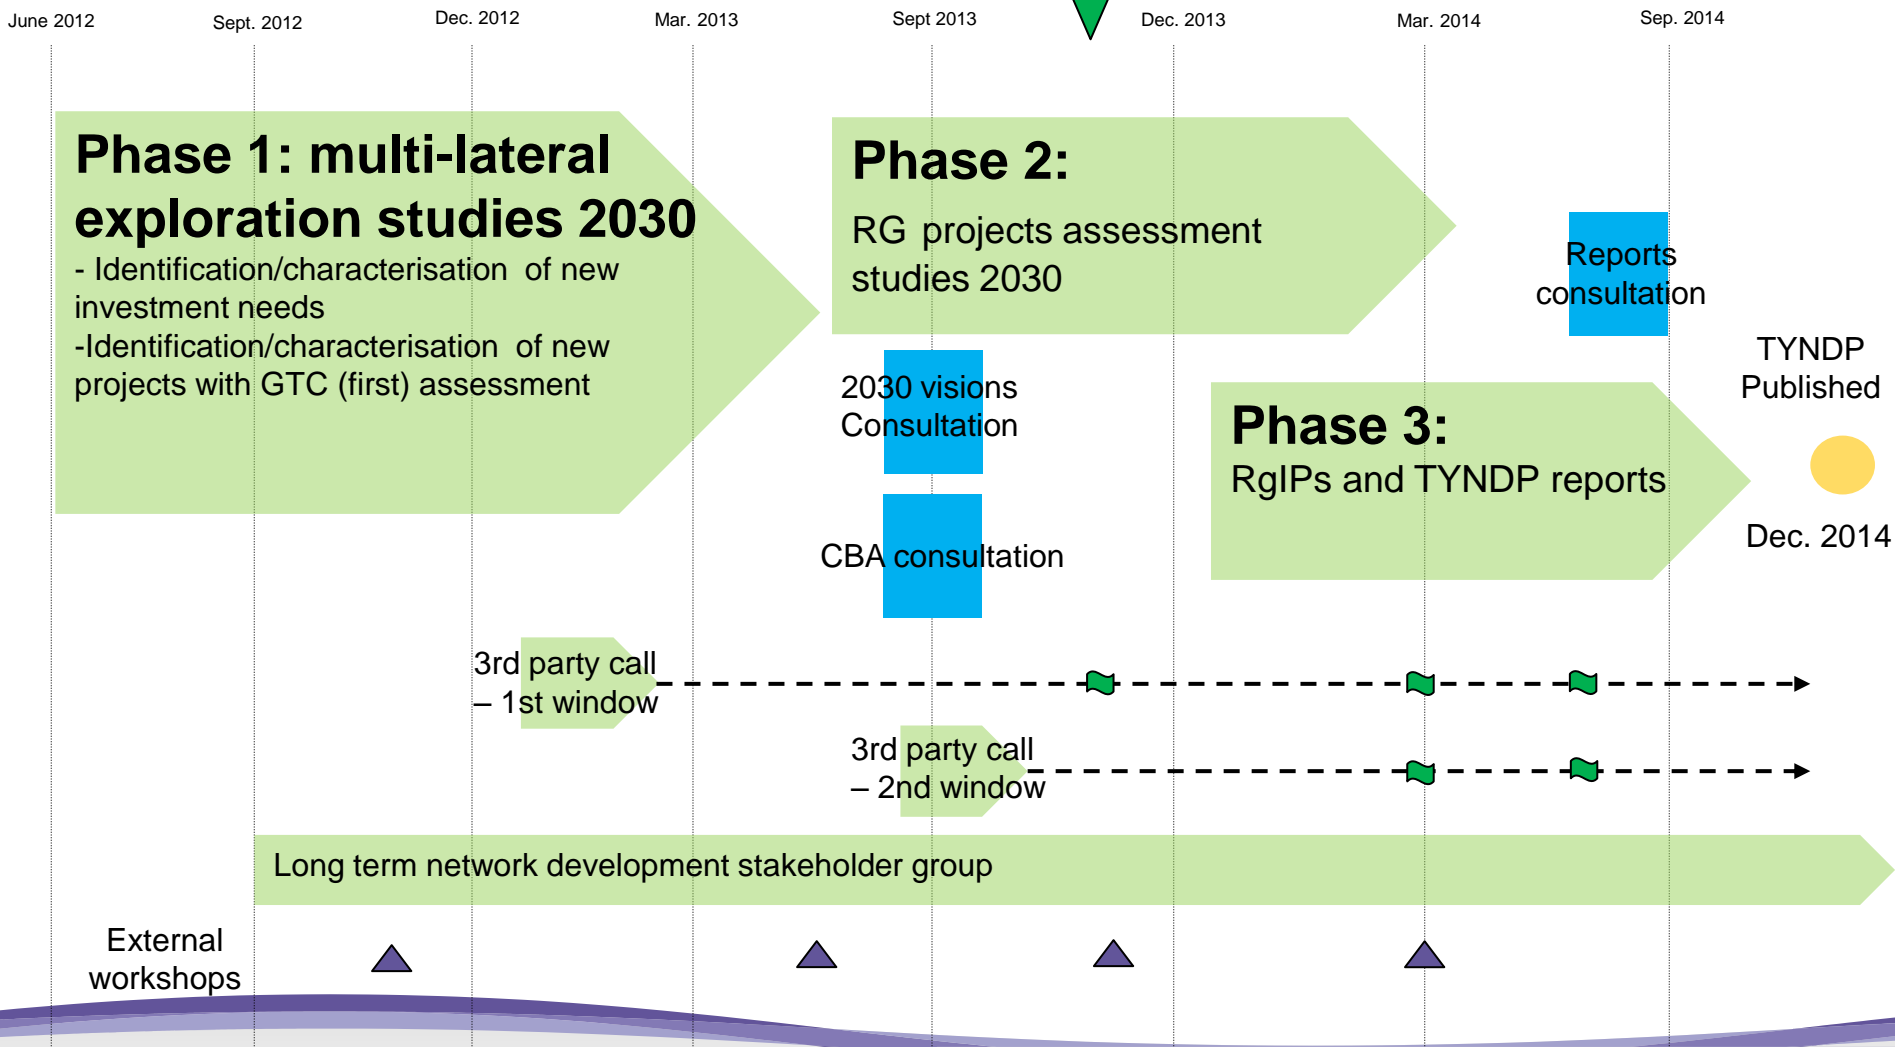 June 2012
Sept. 2012
Dec. 2012
Mar. 2013
Sept 2013
Dec. 2013
Mar. 2014
Sep. 2014
Phase 1: multi-lateral
exploration studies 2030
- Identification/characterisation of new
investment needs
-Identification/characterisation of new
projects with GTC (first) assessment
Phase 2:
RG projects assessment
studies 2030
Reports
consultation
2030 visions
Consultation
CBA consultation
Phase 3:
RgIPs and TYNDP reports
TYNDP
Published
Dec. 2014
3rd party call
– 1st window
3rd party call
– 2nd window
Long term network development stakeholder group
External
workshops